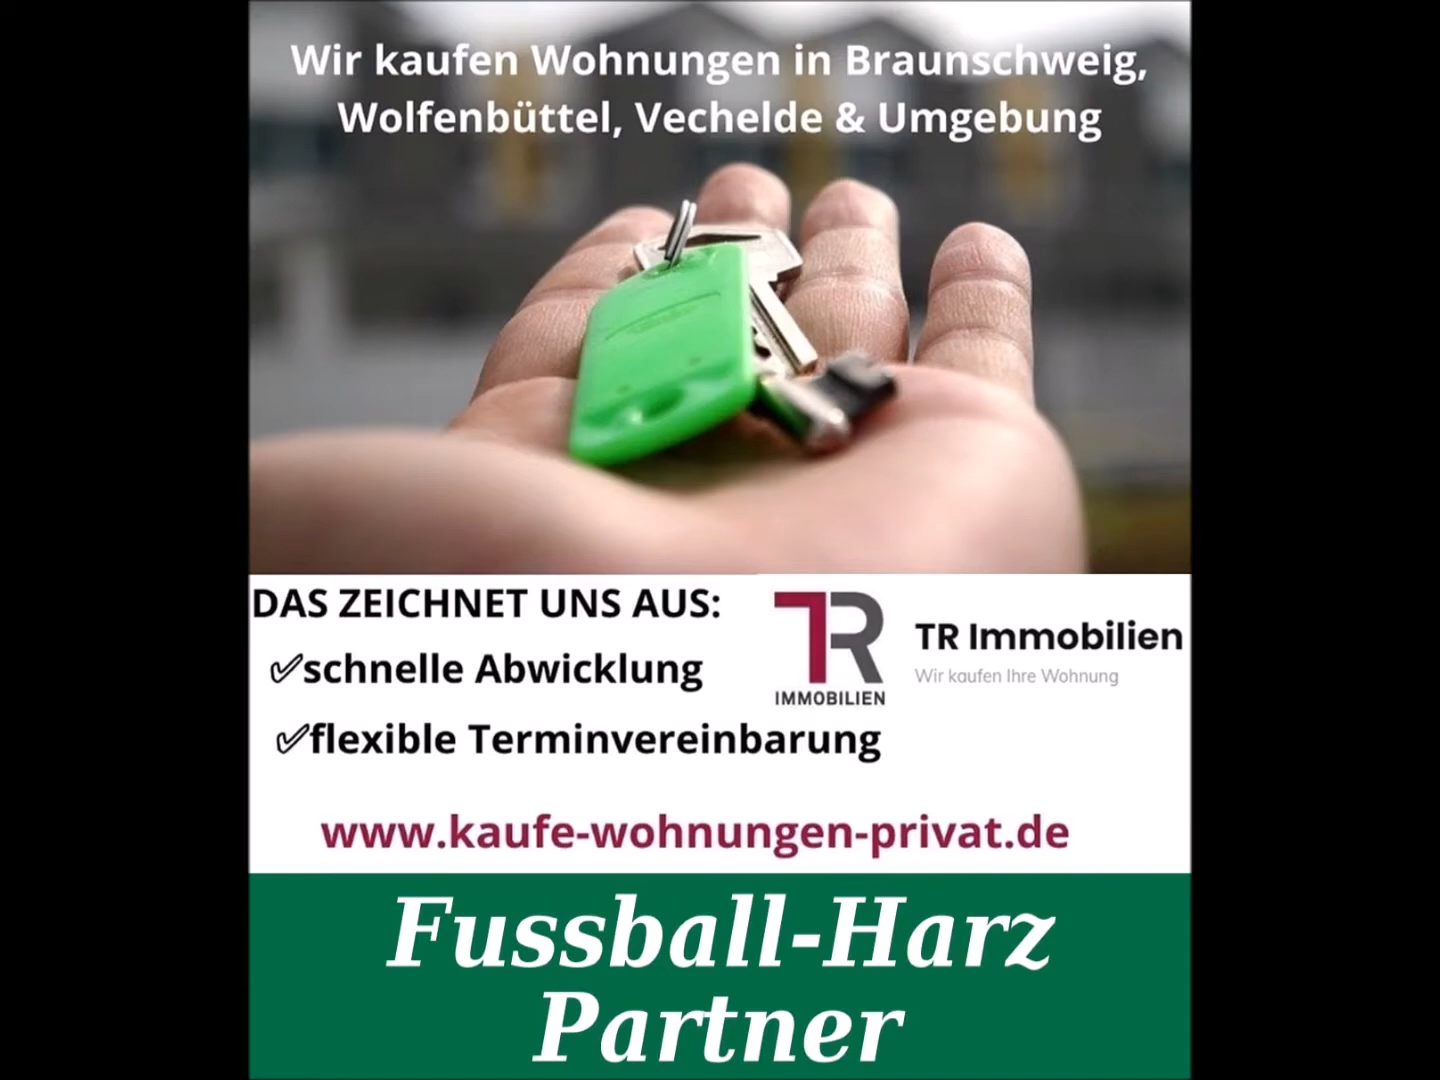 Wir kaufen Wohnungen in Braunschweig,
Wolfenbüttel, Vechelde & Umgebung
DAS ZEICHNET UNS AUS:
✅schnelle Abwicklung
✅flexible Terminvereinbarung
TR
IMMOBILIEN
TR Immobilien
Wir kaufen Ihre Wohnung
www.kaufe-wohnungen-privat.de
Fussball-Harz
Partner